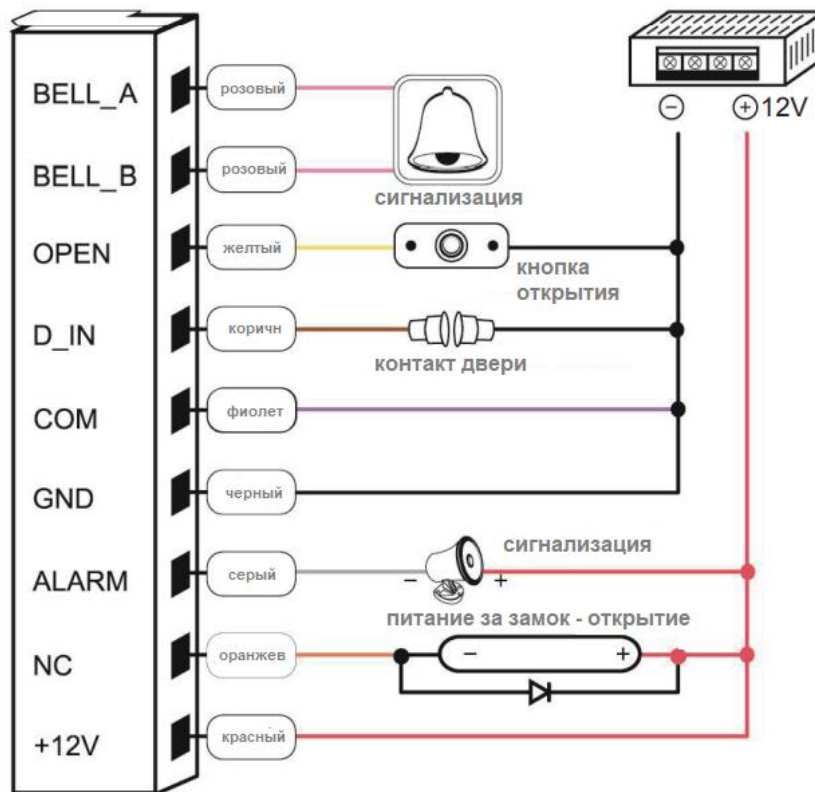 12V
BELL_A
розовый
BELL_B
розовый
сигнализация
OPEN
желтый
кнопка
открытия
D_IN
коричн
контакт двери
COM
фиолет
GND
черный
ALARM
серый
сигнализация
питание за замок - открытие
NC
оранжев
+12V
красный